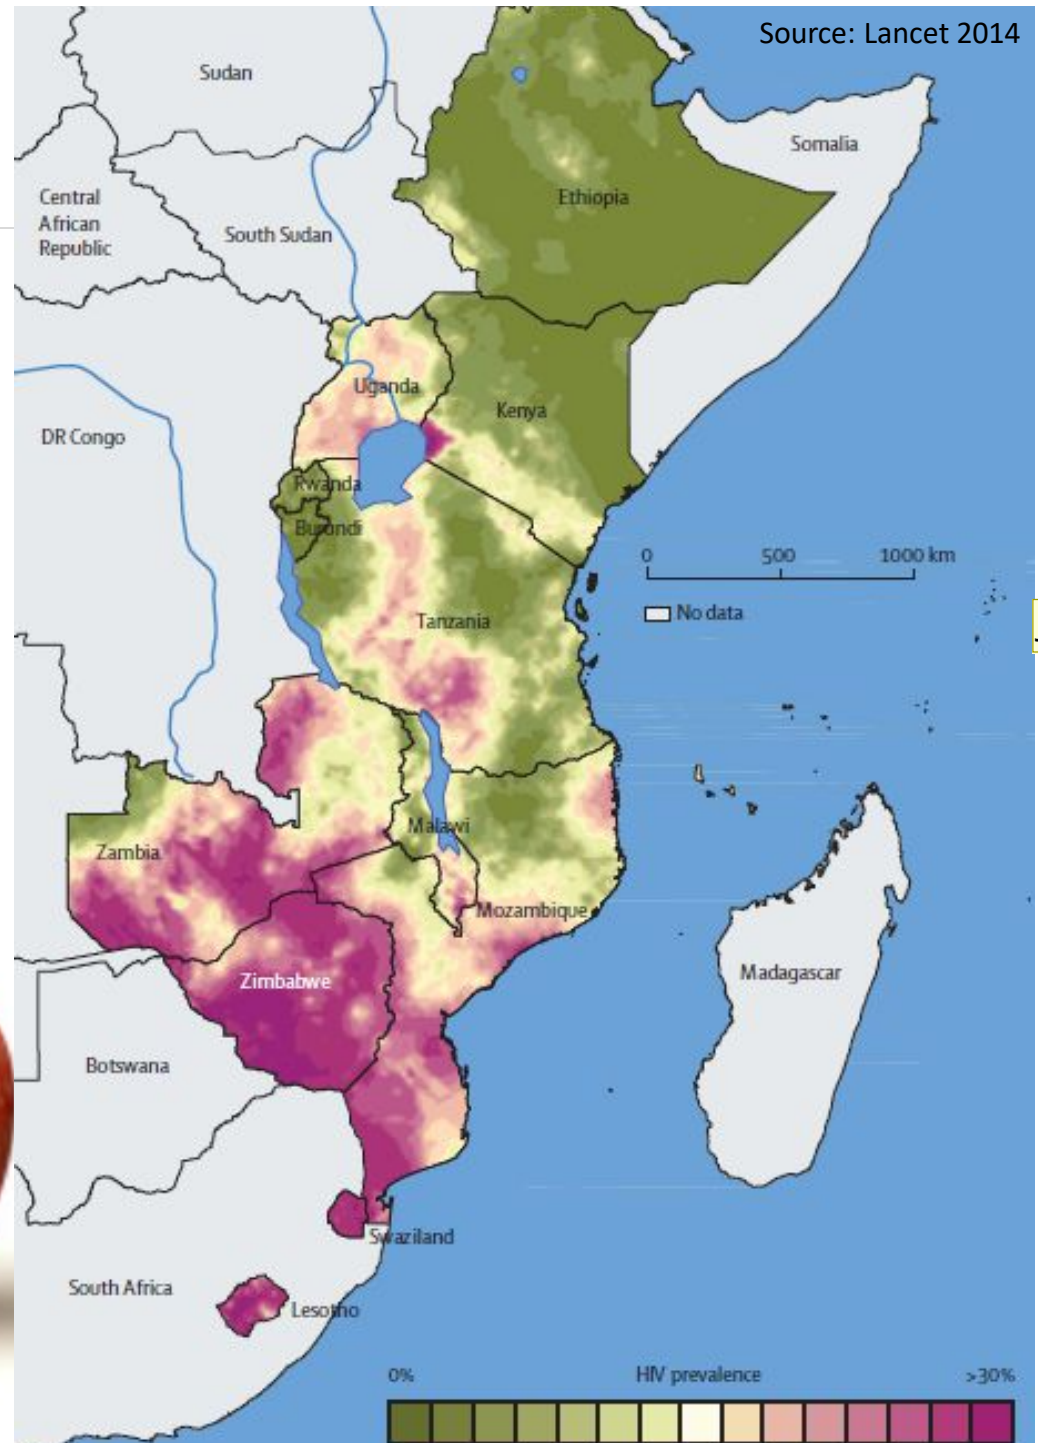 Source: Lancet 2014
Sudan
Somalia
Central
African
Republic
Ethiopia
South Sudan
Uganda
Kenya
DR Congo
Rwanda
Burundi
0 500 1000 km
No data
Tanzania
Malawi
Zambia
Mozambique
Madagascar
Zimbabwe
Botswana
Swaziland
South Africa
Lesotho
0% HIV prevalence >30%